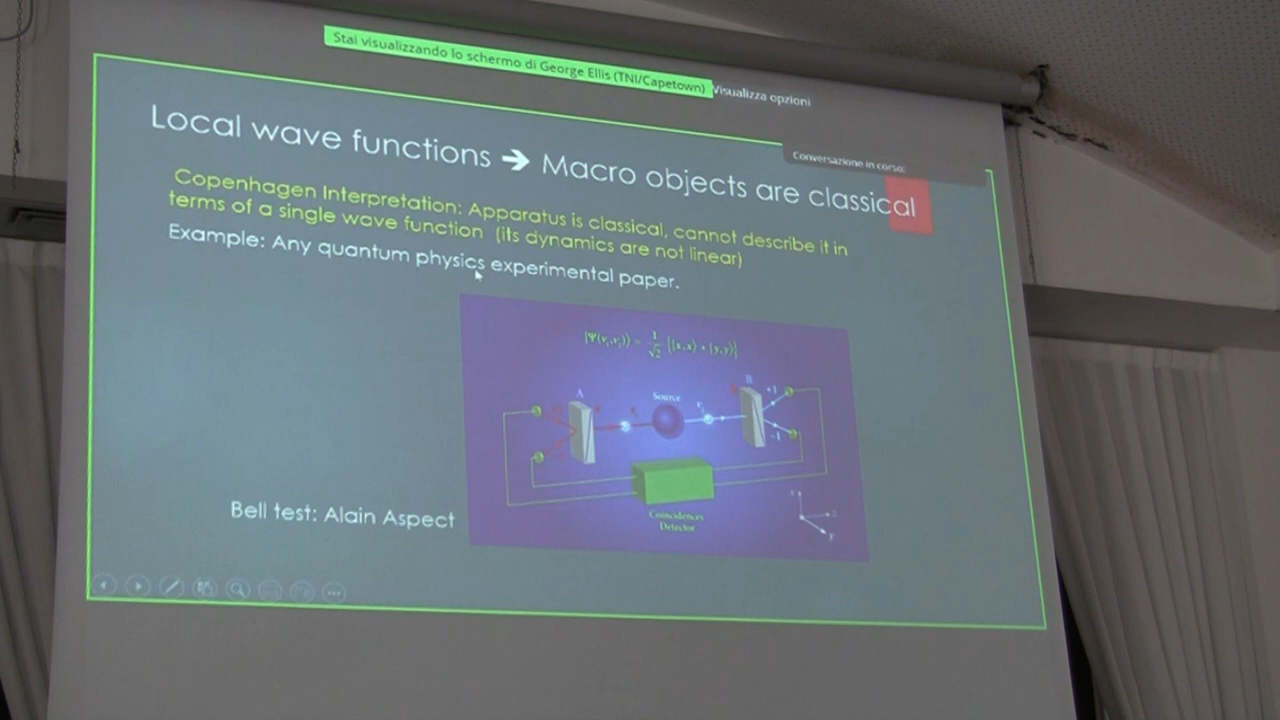 Stai visualizzando lo schermo di George Ellis (TNI/Capetown) Visualizza opzioni
Conversazione in corso:
Local wave functions → Macro objects are classical
Copenhagen Interpretation: Apparatus is classical, cannot describe it in
terms of a single wave function (its dynamics are not linear)
Example: Any quantum physics experimental paper.
A
Source
B
+1
-1
Coincidences
Detector
x
z
y
Bell test: Alain Aspect